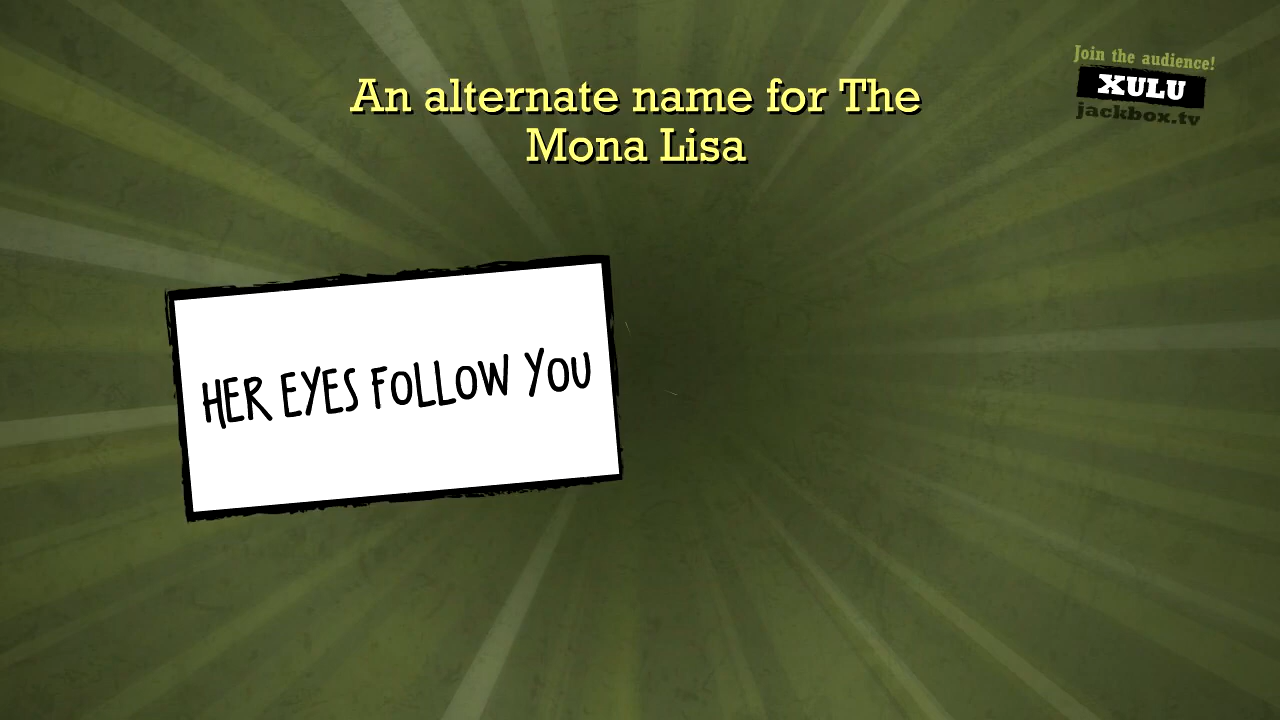 Join the audience!
XULU
jackbox.tv
An alternate name for The
Mona Lisa
HER EYES FOLLOW YOU